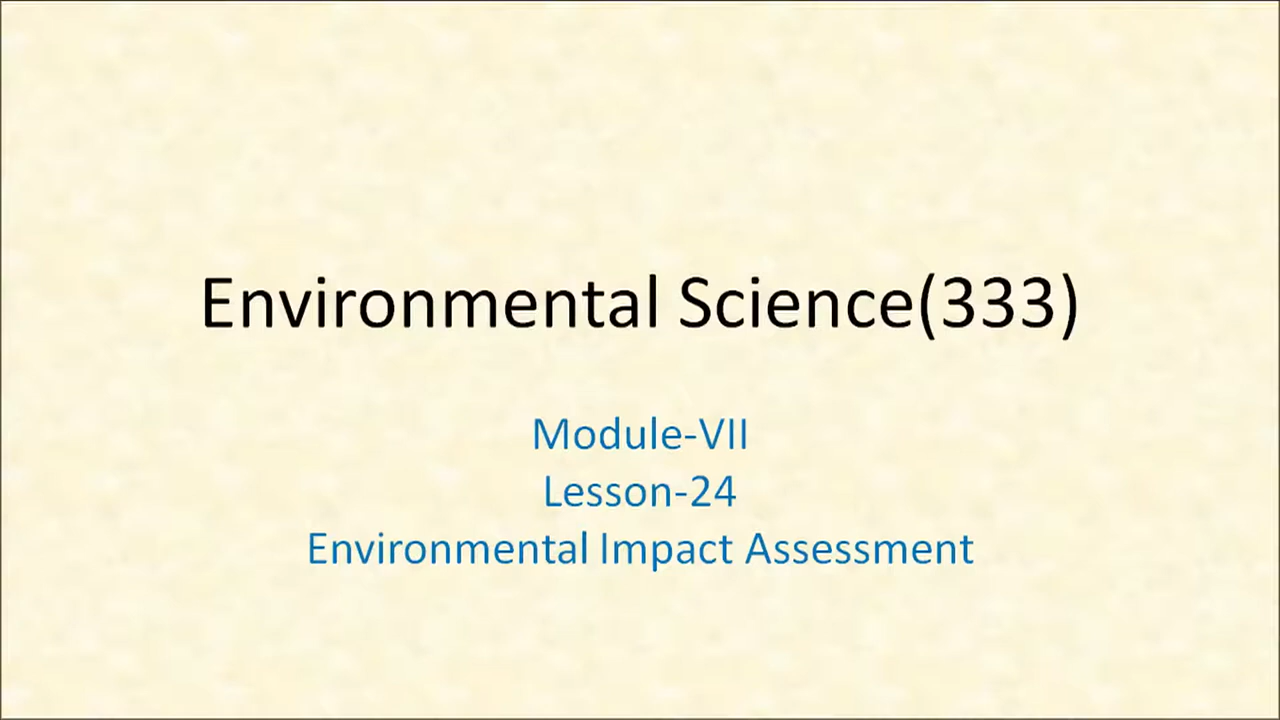 Environmental Science(333)
Module-VII
Lesson-24
Environmental Impact Assessment